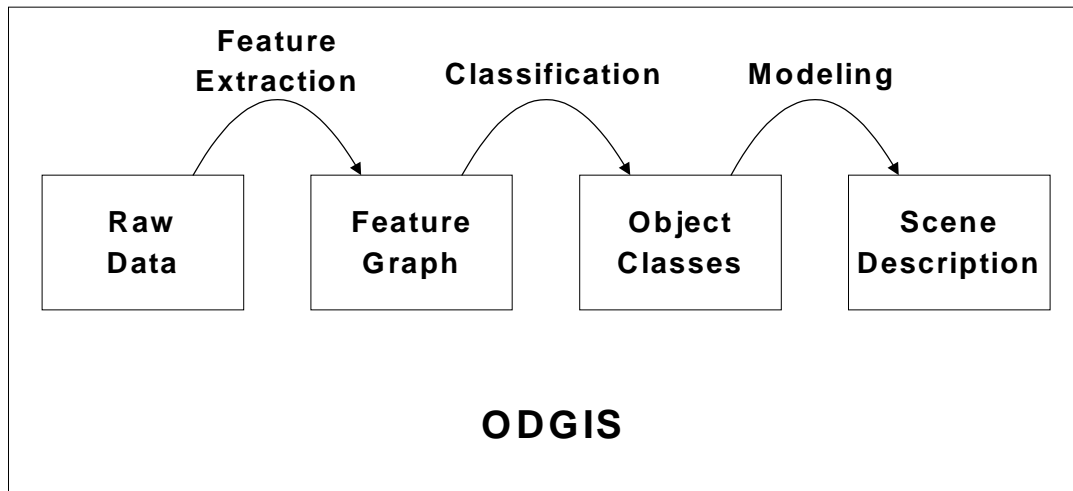 Feature
Extraction
Classification
Modeling
Raw
Data
Feature
Graph
Object
Classes
Scene
Description
ODGIS